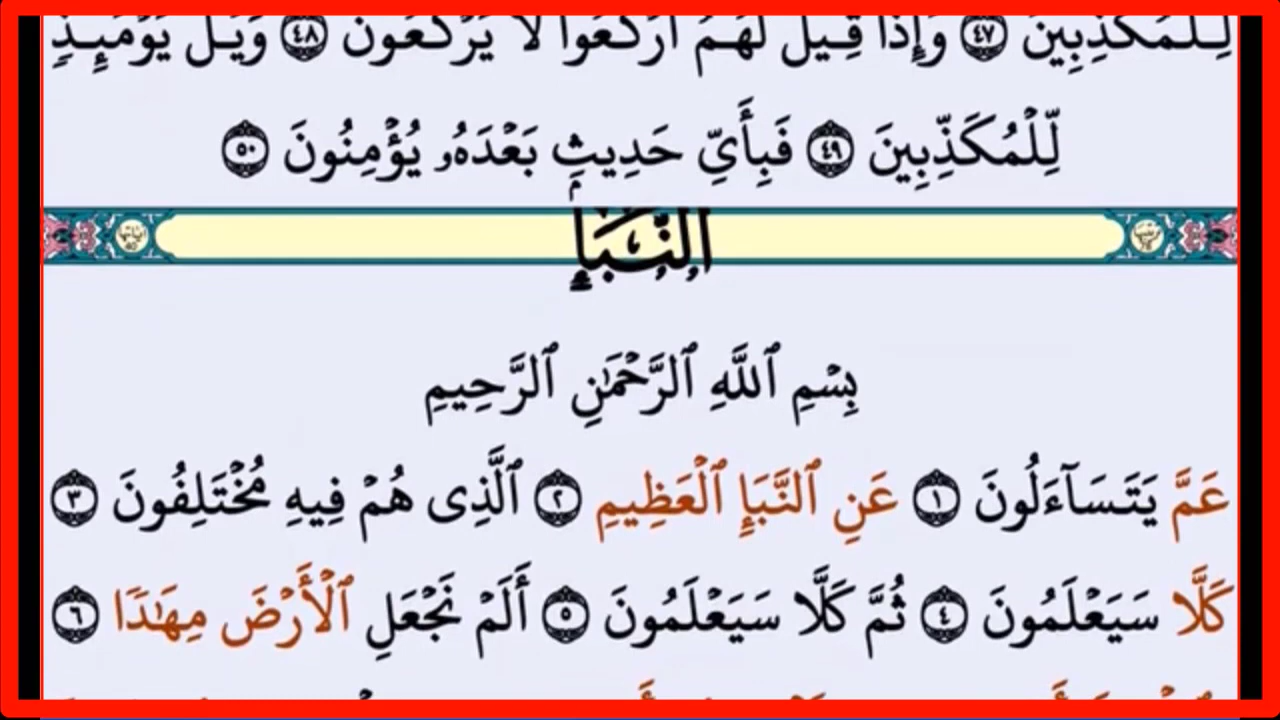 لِّلْمُكَذِّبِينَ ٤٧ وَإِذَا قِيلَ لَهُمُ ٱرْكَعُوا۟ لَا يَرْكَعُونَ ٤٨ وَيْلٌ يَوْمَئِذٍ
لِّلْمُكَذِّبِينَ ٤٩ فَبِأَىِّ حَدِيثٍۭ بَعْدَهُۥ يُؤْمِنُونَ ٥٠
ٱلنَّبَإِ
بِسْمِ ٱللَّهِ ٱلرَّحْمَٰنِ ٱلرَّحِيمِ
عَمَّ يَتَسَآءَلُونَ ١ عَنِ ٱلنَّبَإِ ٱلْعَظِيمِ ٢ ٱلَّذِى هُمْ فِيهِ مُخْتَلِفُونَ ٣
كَلَّا سَيَعْلَمُونَ ٤ ثُمَّ كَلَّا سَيَعْلَمُونَ ٥ أَلَمْ نَجْعَلِ ٱلْأَرْضَ مِهَٰدًا ٦